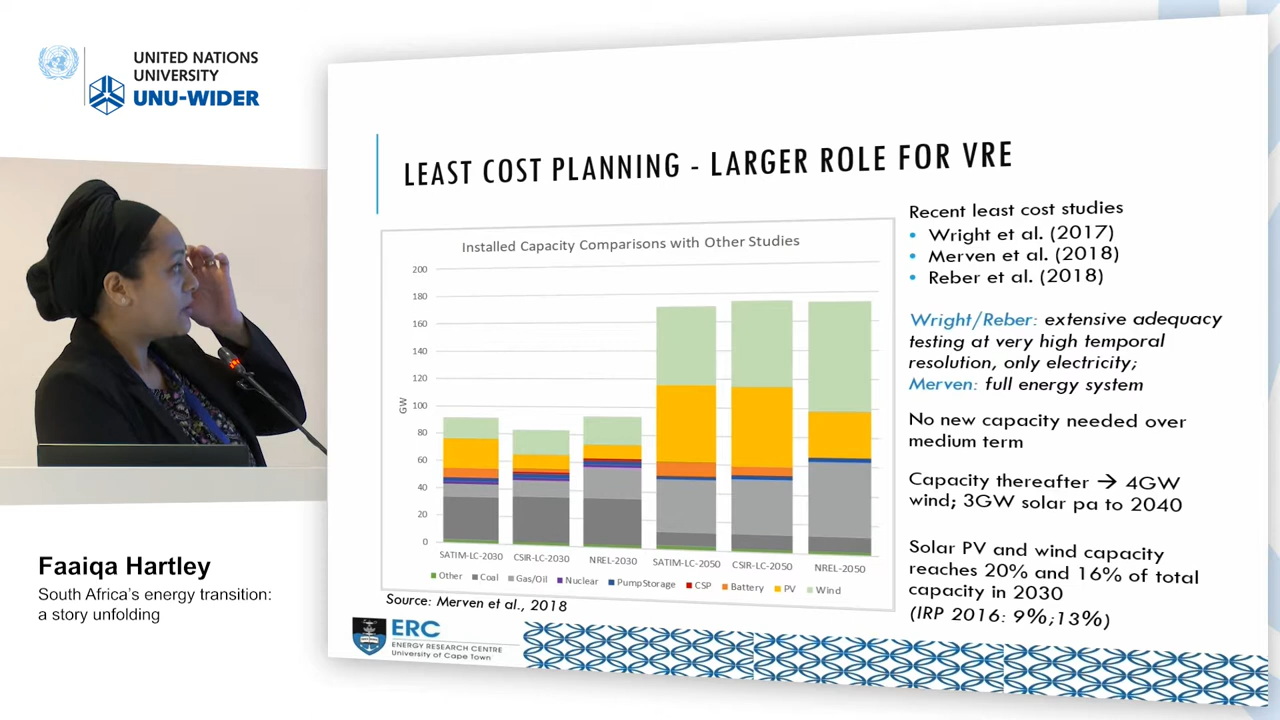 UNITED NATIONS
UNIVERSITY
UNU-WIDER
LEAST COST PLANNING - LARGER ROLE FOR VRE
Installed Capacity Comparisons with Other Studies
200
180
160
140
120
100
80
60
40
20
0
GW
SATIM-LC-2030
CSIR-LC-2030
NREL-2030
SATIM-LC-2050
CSIR-LC-2050
NREL-2050
Other
Coal
Gas/Oil
Nuclear
PumpStorage
CSP
Battery
PV
Wind
Source: Merven et al., 2018
Recent least cost studies
• Wright et al. (2017)
• Merven et al. (2018)
• Reber et al. (2018)
Wright/Reber: extensive adequacy
testing at very high temporal
resolution, only electricity;
Merven: full energy system
No new capacity needed over
medium term
Capacity thereafter → 4GW
wind; 3GW solar pa to 2040
Solar PV and wind capacity
reaches 20% and 16% of total
capacity in 2030
(IRP 2016: 9%;13%)
ERC
ENERGY RESEARCH CENTRE
University of Cape Town
Faaiqa Hartley
South Africa's energy transition:
a story unfolding